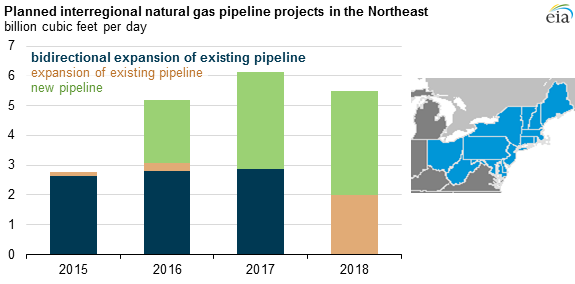 Planned interregional natural gas pipeline projects in the Northeast
billion cubic feet per day
eia
7
bidirectional expansion of existing pipeline
6
expansion of existing pipeline
new pipeline
5
4
3
2
1
0
2015 2016 2017 2018